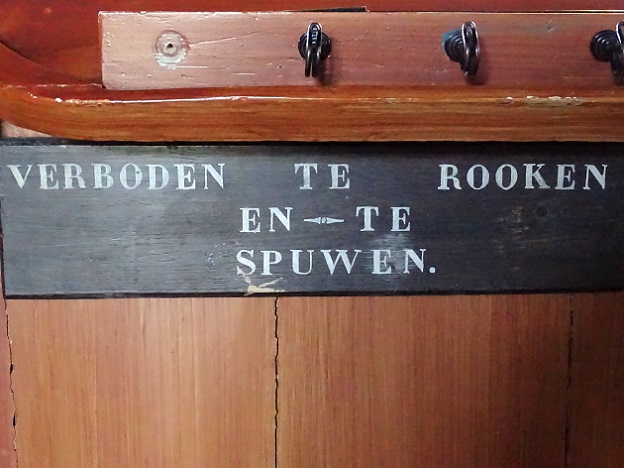 VERBODEN TE ROOKEN
EN TE
SPUWEN.